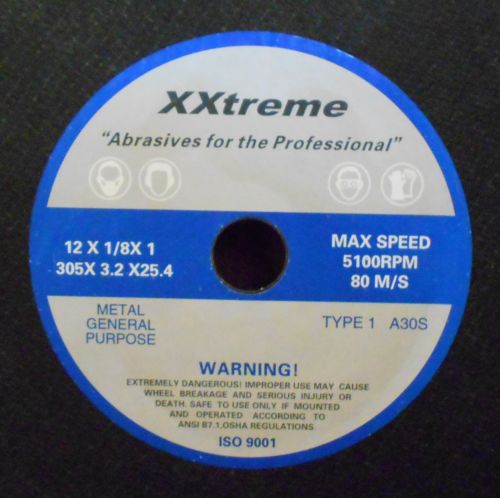 XXtreme
"Abrasives for the Professional"
12 X 1/8X 1
305X 3.2 X25.4
MAX SPEED
5100RPM
80 M/S
METAL
GENERAL
PURPOSE
TYPE 1 A30S
WARNING!
EXTREMELY DANGEROUS! IMPROPER USE MAY CAUSE
WHEEL BREAKAGE AND SERIOUS INJURY OR
DEATH. SAFE TO USE ONLY IF MOUNTED
AND OPERATED ACCORDING TO
ANSI B7.1,OSHA REGULATIONS.
ISO 9001